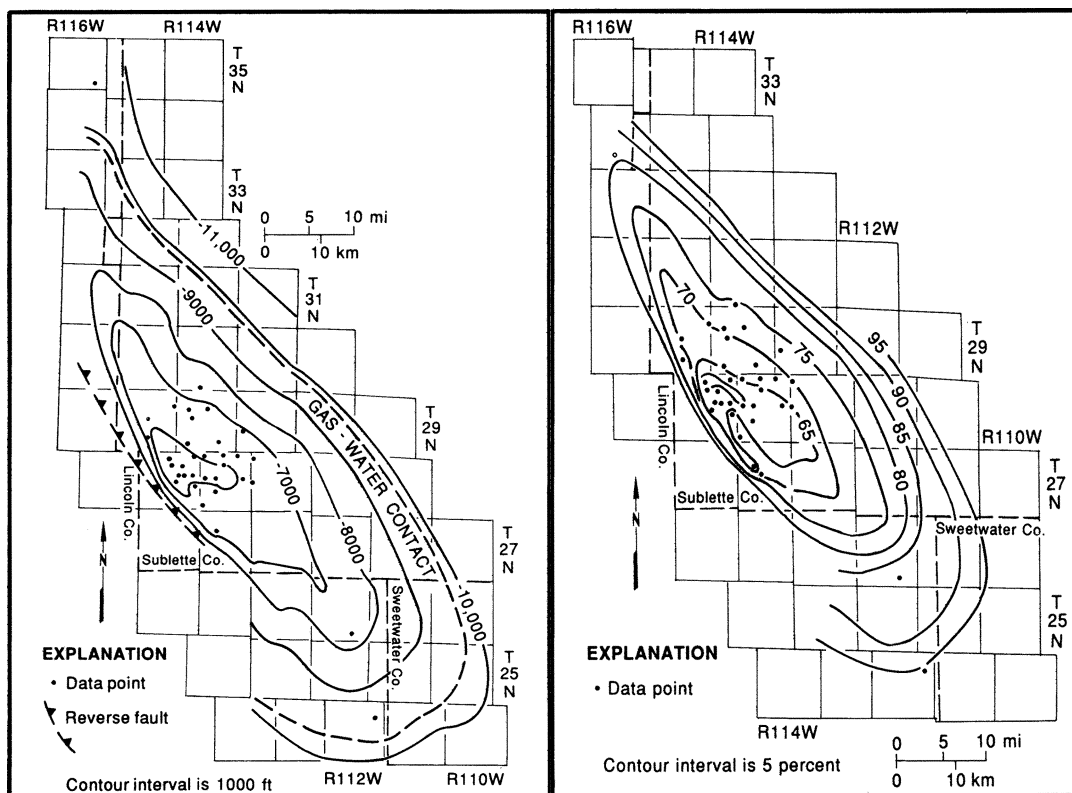 R116W R114W
T
35
N
T
33
N
0 5 10 mi
0 10 km
-11,000
T
31
N
-9000
GAS - WATER CONTACT
T
29
N
-7000
Lincoln Co.
-8000
N
T
27
N
Sublette Co.
-10,000
Sweetwater Co.
T
25
N
EXPLANATION
• Data point
Reverse fault
R112W R110W
Contour interval is 1000 ft
R116W
R114W
T
33
N
R112W
70
T
29
N
75
95
90
65
Lincoln Co.
85
R110W
80
T
27
N
Sublette Co.
Sweetwater Co.
N
T
25
N
EXPLANATION
• Data point
R114W
0 5 10 mi
0 10 km
Contour interval is 5 percent